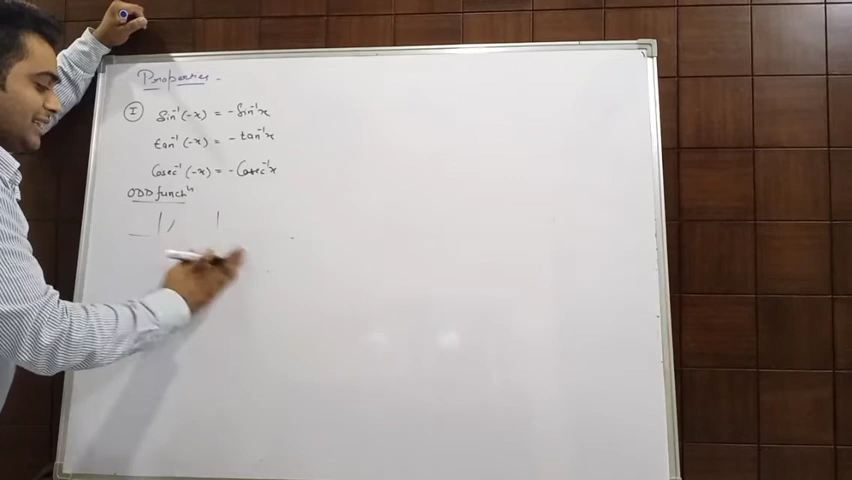 Properties -
I sin⁻¹(-x) = -sin⁻¹x
tan⁻¹(-x) = -tan⁻¹x
Cosec⁻¹(-x) = -Cosec⁻¹x
ODD functⁿ